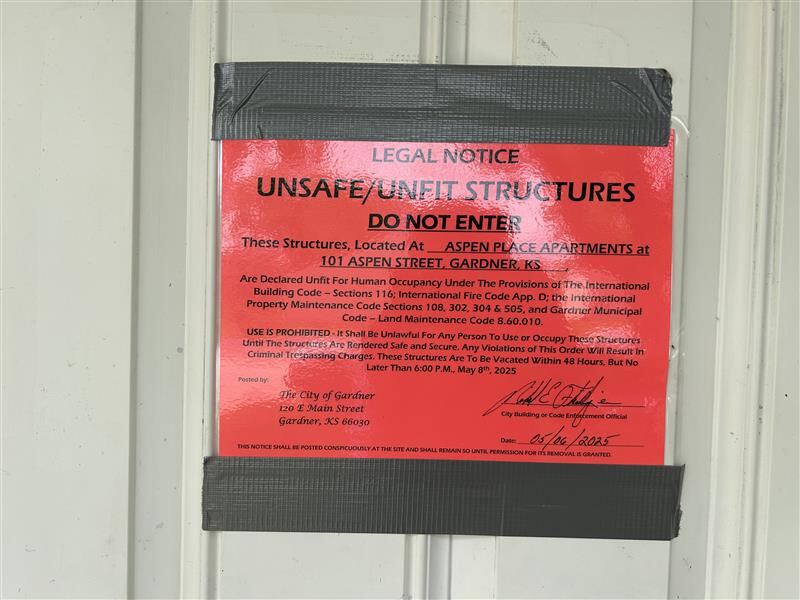 LEGAL NOTICE
UNSAFE/UNFIT STRUCTURES
DO NOT ENTER
These Structures, Located At ASPEN PLACE APARTMENTS at
101 ASPEN STREET, GARDNER, KS.
Are Declared Unfit For Human Occupancy Under The Provisions of The International
Building Code – Sections 116; International Fire Code App. D; the International
Property Maintenance Code Sections 108, 302, 304 & 505, and Gardner Municipal
Code – Land Maintenance Code 8.60.010.
USE IS PROHIBITED - It Shall Be Unlawful For Any Person To Use or Occupy These Structures
Until The Structures Are Rendered Safe and Secure. Any Violations of This Order Will Result In
Criminal Trespassing Charges. These Structures Are To Be Vacated Within 48 Hours, But No
Later Than 6:00 P.M., May 8th, 2025
Posted by:
The City of Gardner
120 E Main Street
Gardner, KS 66030
City Building or Code Enforcement Official
Date: 05/06/2025
THIS NOTICE SHALL BE POSTED CONSPICUOUSLY AT THE SITE AND SHALL REMAIN SO UNTIL PERMISSION FOR ITS REMOVAL IS GRANTED.